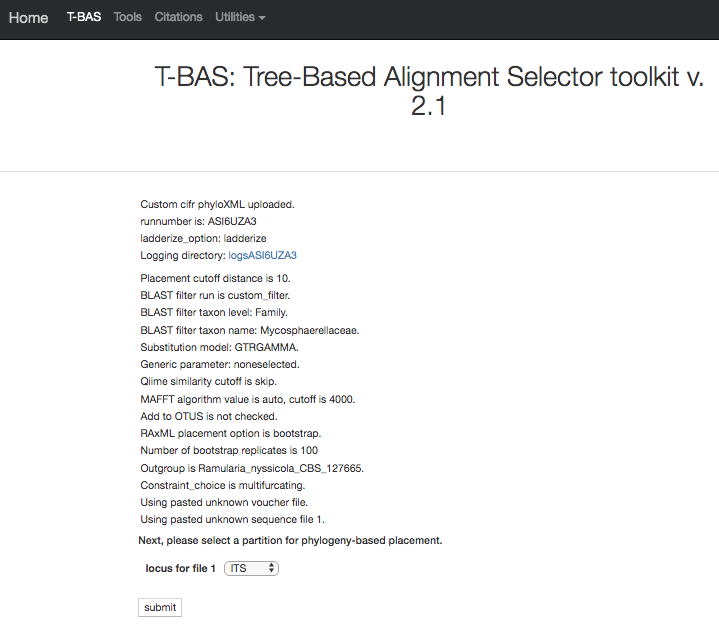 Home T-BAS Tools Citations Utilities
T-BAS: Tree-Based Alignment Selector toolkit v.
2.1
Custom cifr phyloXML uploaded.
runnumber is: ASI6UZA3
ladderize_option: ladderize
Logging directory: logsASI6UZA3
Placement cutoff distance is 10.
BLAST filter run is custom_filter.
BLAST filter taxon level: Family.
BLAST filter taxon name: Mycosphaerellaceae.
Substitution model: GTRGAMMA.
Generic parameter: noneselected.
Qiime similarity cutoff is skip.
MAFFT algorithm value is auto, cutoff is 4000.
Add to OTUS is not checked.
RAxML placement option is bootstrap.
Number of bootstrap replicates is 100
Outgroup is Ramularia_nyssicola_CBS_127665.
Constraint_choice is multifurcating.
Using pasted unknown voucher file.
Using pasted unknown sequence file 1.
Next, please select a partition for phylogeny-based placement.
locus for file 1 ITS
submit